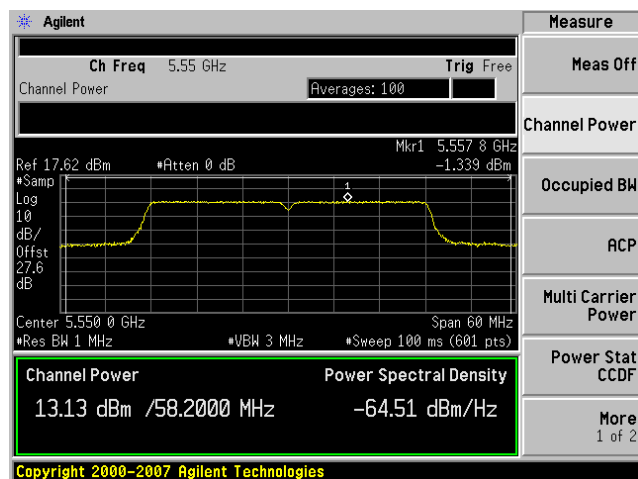 Agilent
Measure
Ch Freq 5.55 GHz Trig Free
Channel Power Averages: 100
Mkr1 5.557 8 GHz
Ref 17.62 dBm #Atten 0 dB -1.339 dBm
#Samp
Log
10
dB/
Offst
27.6
dB
1
Center 5.550 0 GHz Span 60 MHz
#Res BW 1 MHz #VBW 3 MHz #Sweep 100 ms (601 pts)
Channel Power Power Spectral Density
13.13 dBm /58.2000 MHz -64.51 dBm/Hz
Meas Off
Channel Power
Occupied BW
ACP
Multi Carrier
Power
Power Stat
CCDF
More
1 of 2
Copyright 2000-2007 Agilent Technologies